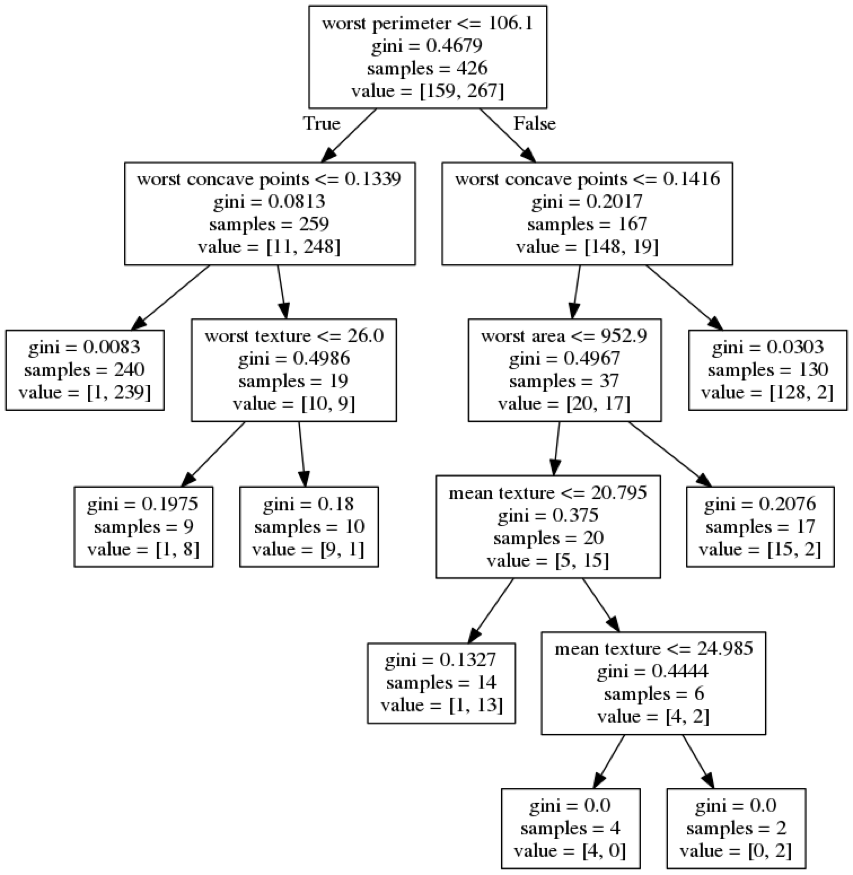 worst perimeter <= 106.1
gini = 0.4679
samples = 426
value = [159, 267]
True
False
worst concave points <= 0.1339
gini = 0.0813
samples = 259
value = [11, 248]
worst concave points <= 0.1416
gini = 0.2017
samples = 167
value = [148, 19]
gini = 0.0083
samples = 240
value = [1, 239]
worst texture <= 26.0
gini = 0.4986
samples = 19
value = [10, 9]
worst area <= 952.9
gini = 0.4967
samples = 37
value = [20, 17]
gini = 0.0303
samples = 130
value = [128, 2]
gini = 0.1975
samples = 9
value = [1, 8]
gini = 0.18
samples = 10
value = [9, 1]
mean texture <= 20.795
gini = 0.375
samples = 20
value = [5, 15]
gini = 0.2076
samples = 17
value = [15, 2]
gini = 0.1327
samples = 14
value = [1, 13]
mean texture <= 24.985
gini = 0.4444
samples = 6
value = [4, 2]
gini = 0.0
samples = 4
value = [4, 0]
gini = 0.0
samples = 2
value = [0, 2]